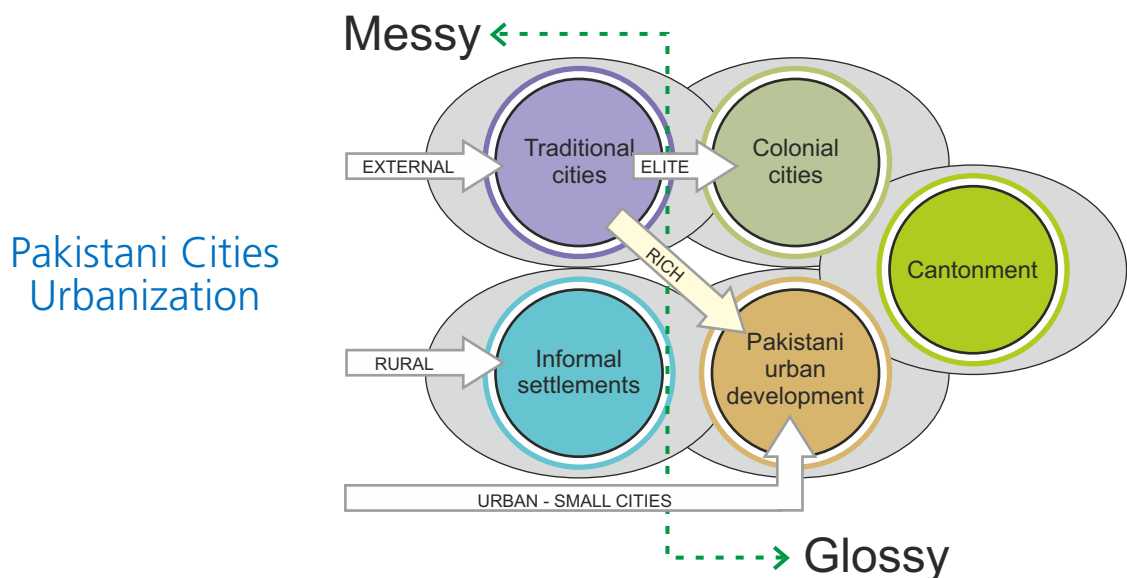 Messy
Traditional
cities
Colonial
cities
EXTERNAL
ELITE
Pakistani Cities
Urbanization
RICH
Cantonment
RURAL
Informal
settlements
Pakistani
urban
development
URBAN - SMALL CITIES
Glossy